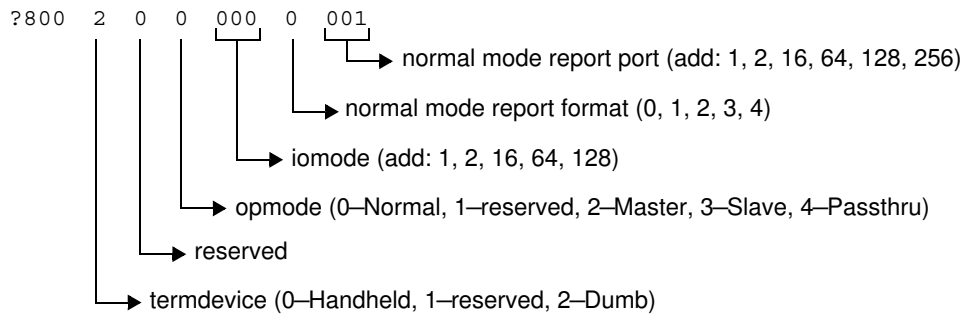 ?800 2 0 0 000 0 001
normal mode report port (add: 1, 2, 16, 64, 128, 256)
normal mode report format (0, 1, 2, 3, 4)
iomode (add: 1, 2, 16, 64, 128)
opmode (0–Normal, 1–reserved, 2–Master, 3–Slave, 4–Passthru)
reserved
termdevice (0–Handheld, 1–reserved, 2–Dumb)